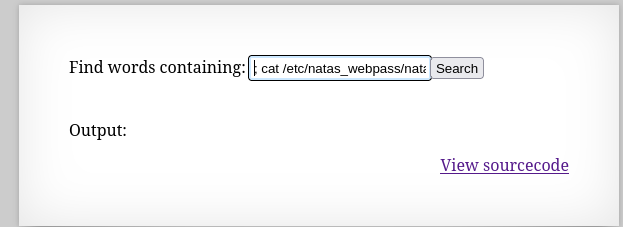 Find words containing: ; cat /etc/natas_webpass/nata Search
Output:
View sourcecode